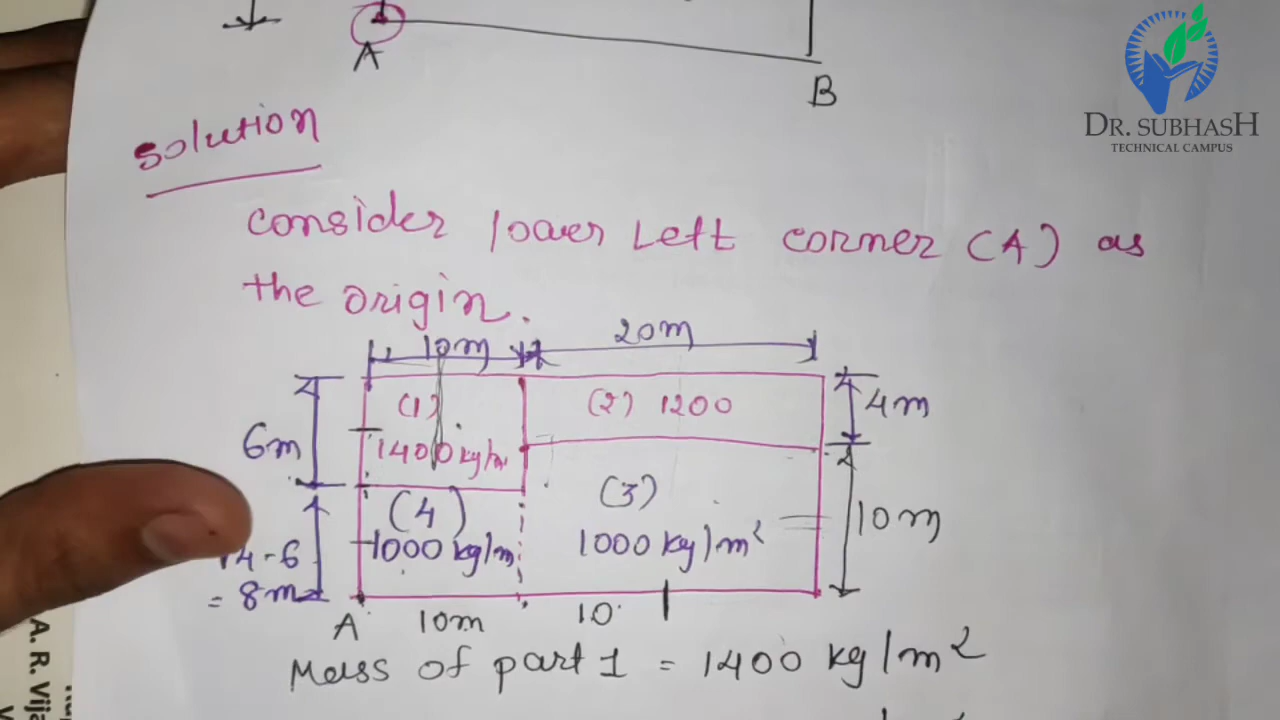 A
B
DR. SUBHASH
TECHNICAL CAMPUS
Solution
Consider lower Left corner (A) as
the origin.
10m 20m
(1) (2) 1200 4m
6m 1400 kg/m
(4) (3)
1000 kg/m 1000 kg/m² 10m
14-6
= 8m
A 10m 10
Mass of part 1 = 1400 kg/m²
A. R. Vija